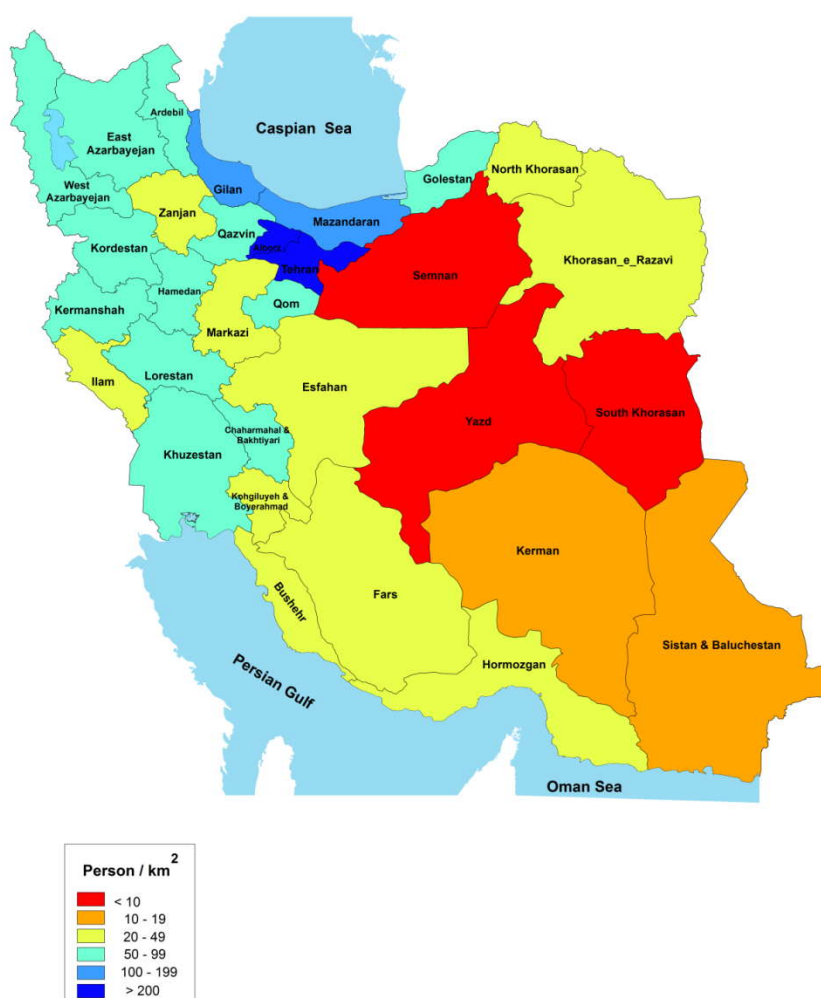 Caspian Sea
Ardebil
East
Azarbayejan
West
Azarbayejan
Gilan
Mazandaran
Golestan
North Khorasan
Zanjan
Qazvin
Alborz
Tehran
Kordestan
Semnan
Khorasan_e_Razavi
Hamedan
Kermanshah
Qom
Markazi
Ilam
Lorestan
Esfahan
Yazd
South Khorasan
Chaharmahal &
Bakhtiyari
Khuzestan
Kohgiluyeh &
Boyerahmad
Kerman
Fars
Bushehr
Sistan & Baluchestan
Hormozgan
Persian Gulf
Oman Sea
Person / km²
< 10
10 - 19
20 - 49
50 - 99
100 - 199
> 200